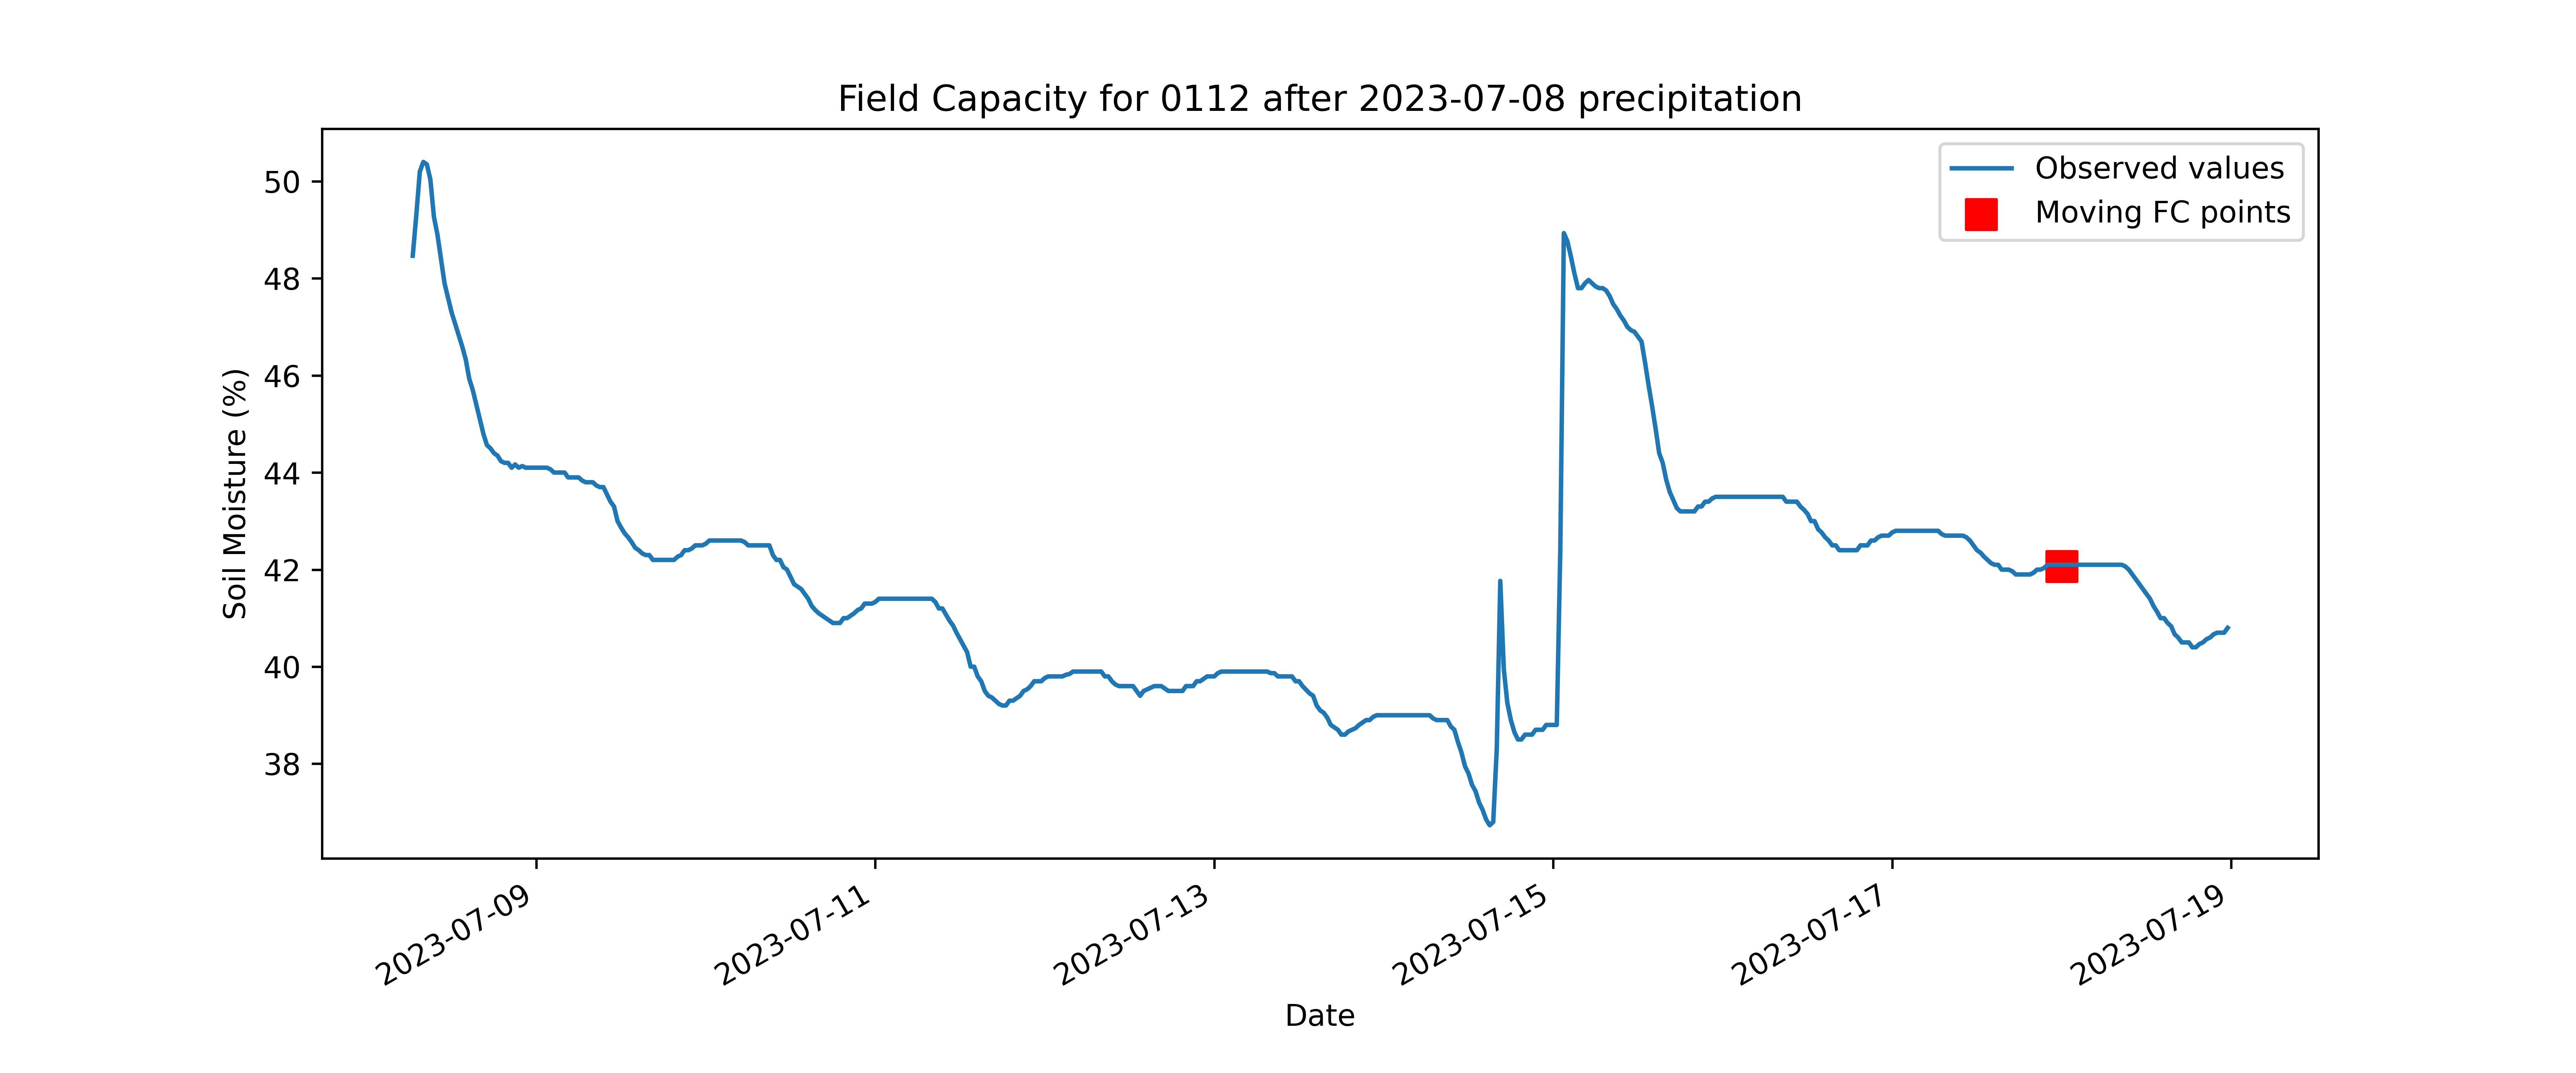 Field Capacity for 0112 after 2023-07-08 precipitation
Observed values
Moving FC points
Soil Moisture (%)
50
48
46
44
42
40
38
2023-07-09
2023-07-11
2023-07-13
2023-07-15
2023-07-17
2023-07-19
Date